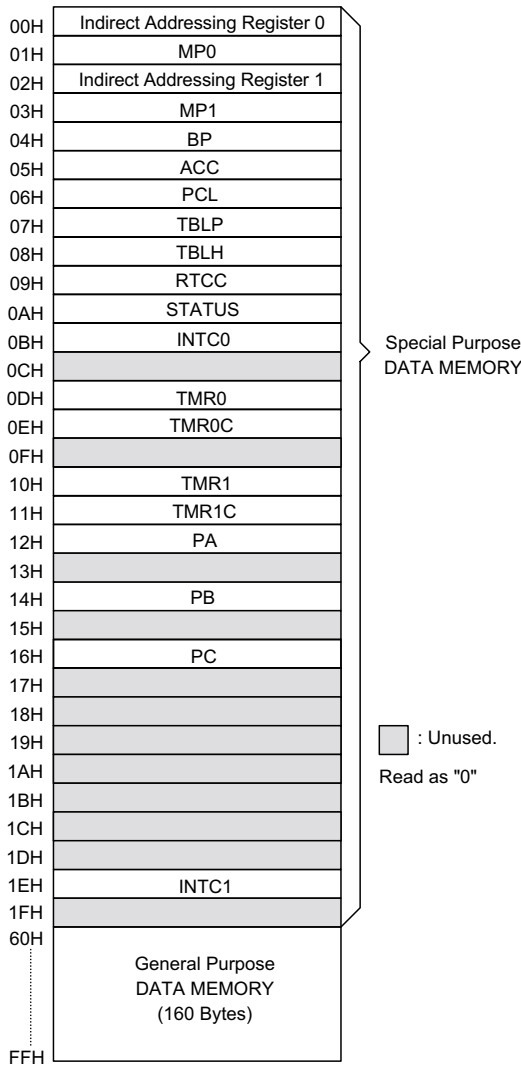 00H Indirect Addressing Register 0
01H MP0
02H Indirect Addressing Register 1
03H MP1
04H BP
05H ACC
06H PCL
07H TBLP
08H TBLH
09H RTCC
0AH STATUS
0BH INTC0
0CH
0DH TMR0
0EH TMR0C
0FH
10H TMR1
11H TMR1C
12H PA
13H
14H PB
15H
16H PC
17H
18H
19H
1AH
1BH
1CH
1DH
1EH INTC1
1FH
60H
General Purpose
DATA MEMORY
(160 Bytes)
FFH
Special Purpose
DATA MEMORY
: Unused.
Read as "0"